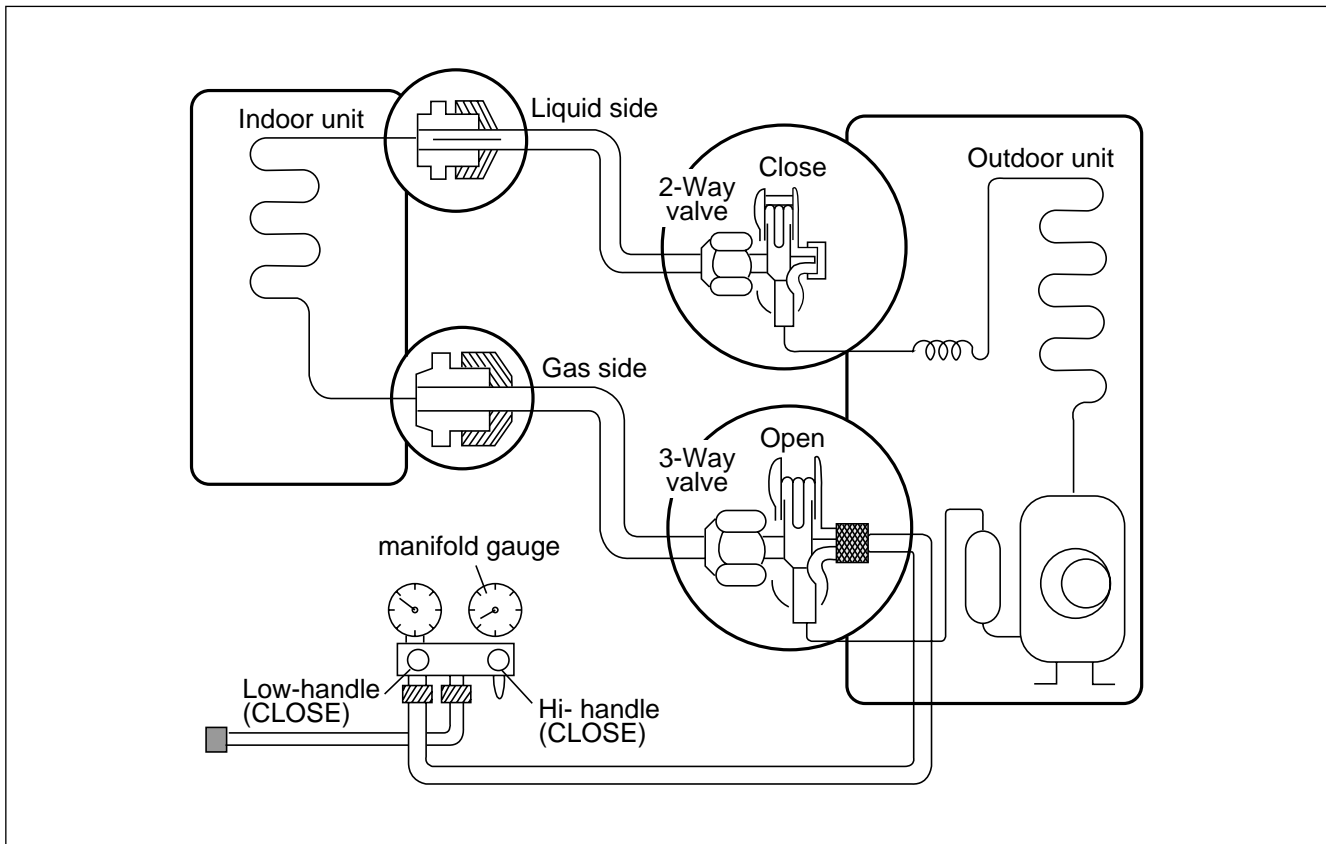 Indoor unit
Liquid side
2-Way
valve
Close
Outdoor unit
Gas side
3-Way
valve
Open
manifold gauge
Low-handle
(CLOSE)
Hi- handle
(CLOSE)